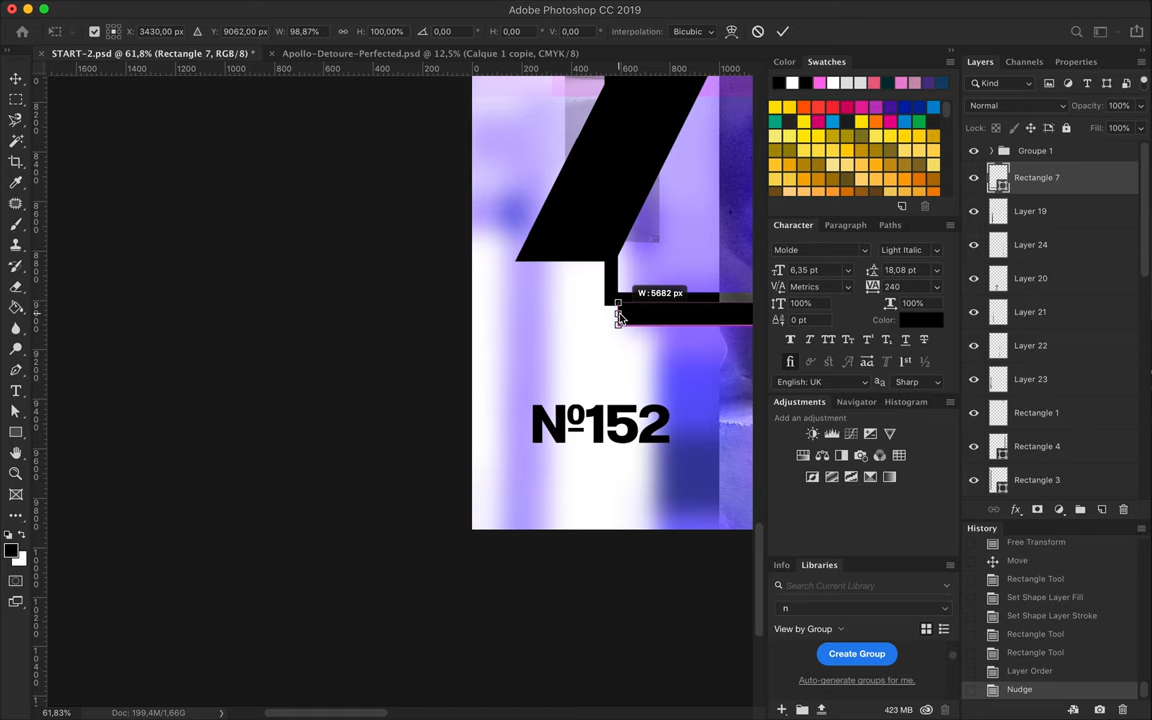 Adobe Photoshop CC 2019
X: 3430,00 px
Y: 9062,00 px
W: 98,87%
H: 100,00%
0,00
H: 0,00
V: 0,00
Interpolation: Bicubic
START-2.psd @ 61,8% (Rectangle 7, RGB/8) *
Apollo-Detoure-Perfected.psd @ 12,5% (Calque 1 copie, CMYK/8)
1600 1400 1200 1000 800 600 400 200 0 200 400 600 800 1000
W: 5682 px
Nº152
61,83%
Doc: 199,4M/1,66G
Color
Swatches
Character
Paragraph
Paths
Molde
Light Italic
6,35 pt
18,08 pt
Metrics
240
100%
100%
0 pt
Color:
English: UK
Sharp
Adjustments
Navigator
Histogram
Add an adjustment
Info
Libraries
Search Current Library
n
View by Group
Create Group
Auto-generate groups for me.
423 MB
Layers
Channels
Properties
Kind
Normal
Opacity: 100%
Lock:
Fill: 100%
Groupe 1
Rectangle 7
Layer 19
Layer 24
Layer 20
Layer 21
Layer 22
Layer 23
Rectangle 1
Rectangle 4
Rectangle 3
History
Free Transform
Move
Rectangle Tool
Set Shape Layer Fill
Set Shape Layer Stroke
Rectangle Tool
Rectangle Tool
Layer Order
Nudge